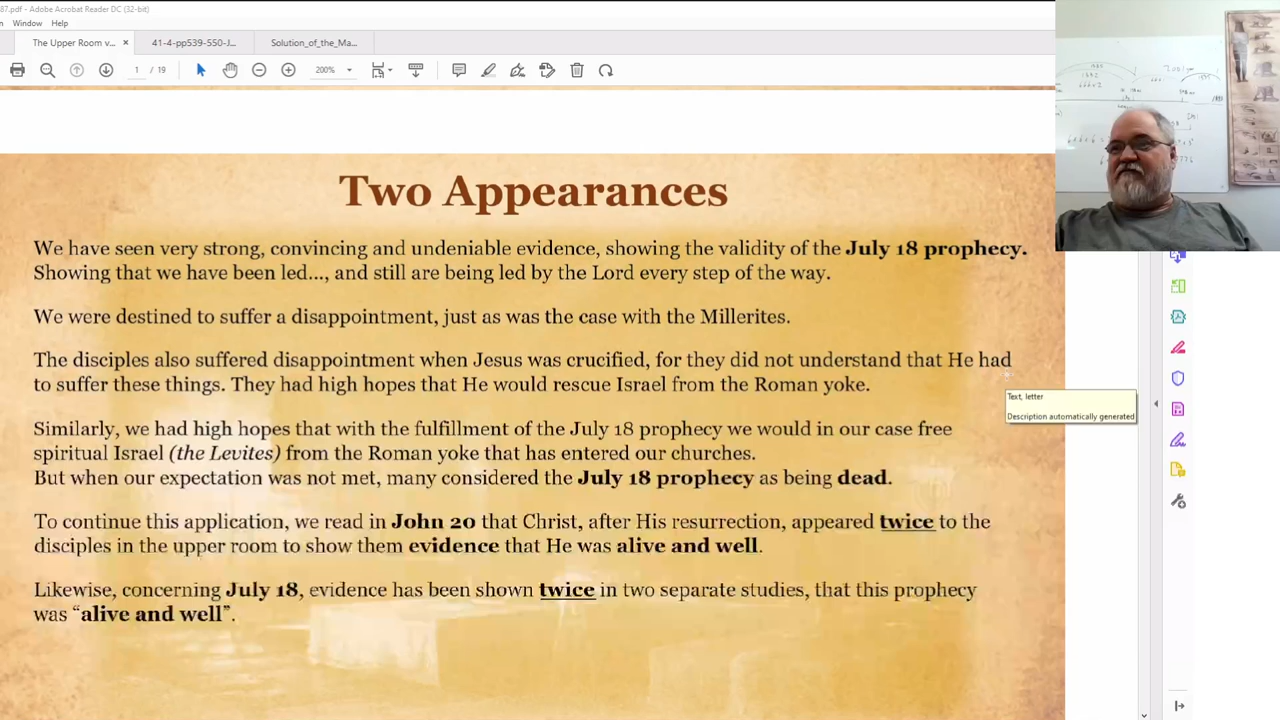 87.pdf - Adobe Acrobat Reader DC (32-bit)
Window Help
The Upper Room v... × 41-4-pp539-550-J... Solution_of_the_Ma...
1 / 19 200%
Two Appearances
We have seen very strong, convincing and undeniable evidence, showing the validity of the July 18 prophecy.
Showing that we have been led..., and still are being led by the Lord every step of the way.
We were destined to suffer a disappointment, just as was the case with the Millerites.
The disciples also suffered disappointment when Jesus was crucified, for they did not understand that He had
to suffer these things. They had high hopes that He would rescue Israel from the Roman yoke.
Text, letter
Description automatically generated
Similarly, we had high hopes that with the fulfillment of the July 18 prophecy we would in our case free
spiritual Israel (the Levites) from the Roman yoke that has entered our churches.
But when our expectation was not met, many considered the July 18 prophecy as being dead.
To continue this application, we read in John 20 that Christ, after His resurrection, appeared twice to the
disciples in the upper room to show them evidence that He was alive and well.
Likewise, concerning July 18, evidence has been shown twice in two separate studies, that this prophecy
was “alive and well”.